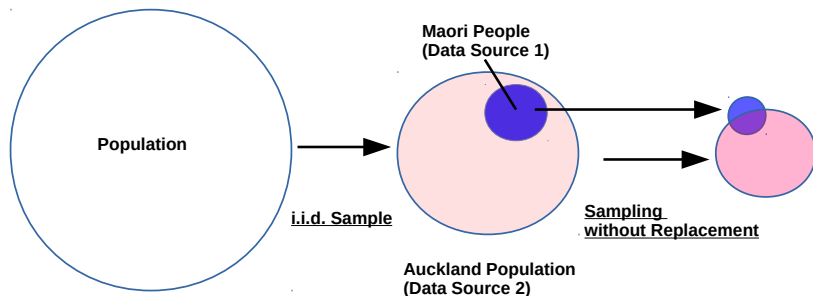 Population
i.i.d. Sample
Maori People
(Data Source 1)
Auckland Population
(Data Source 2)
Sampling
without Replacement